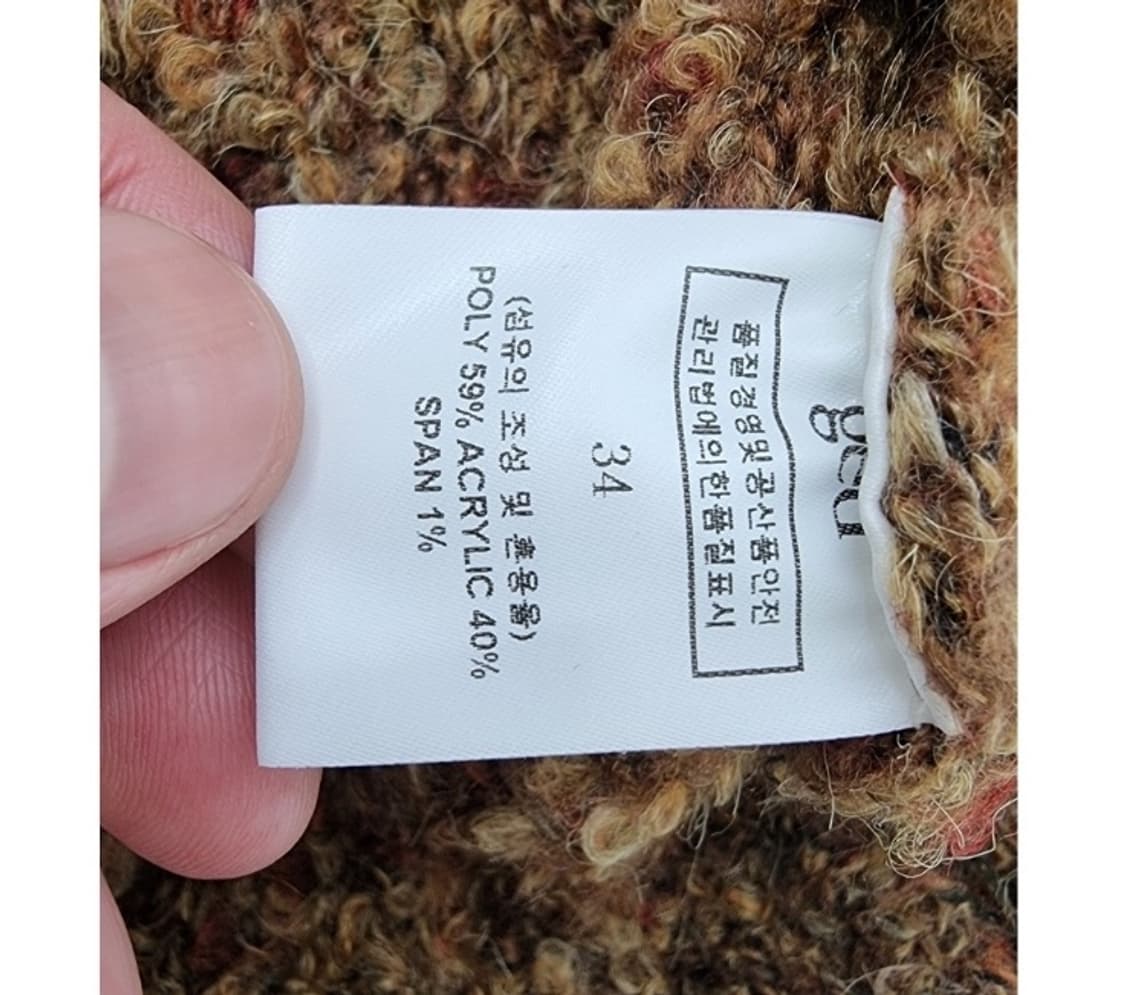 geu
품질경영및공산품안전
관리법에의한품질표시
34
(섬유의 조성 및 혼용율)
POLY 59% ACRYLIC 40%
SPAN 1%